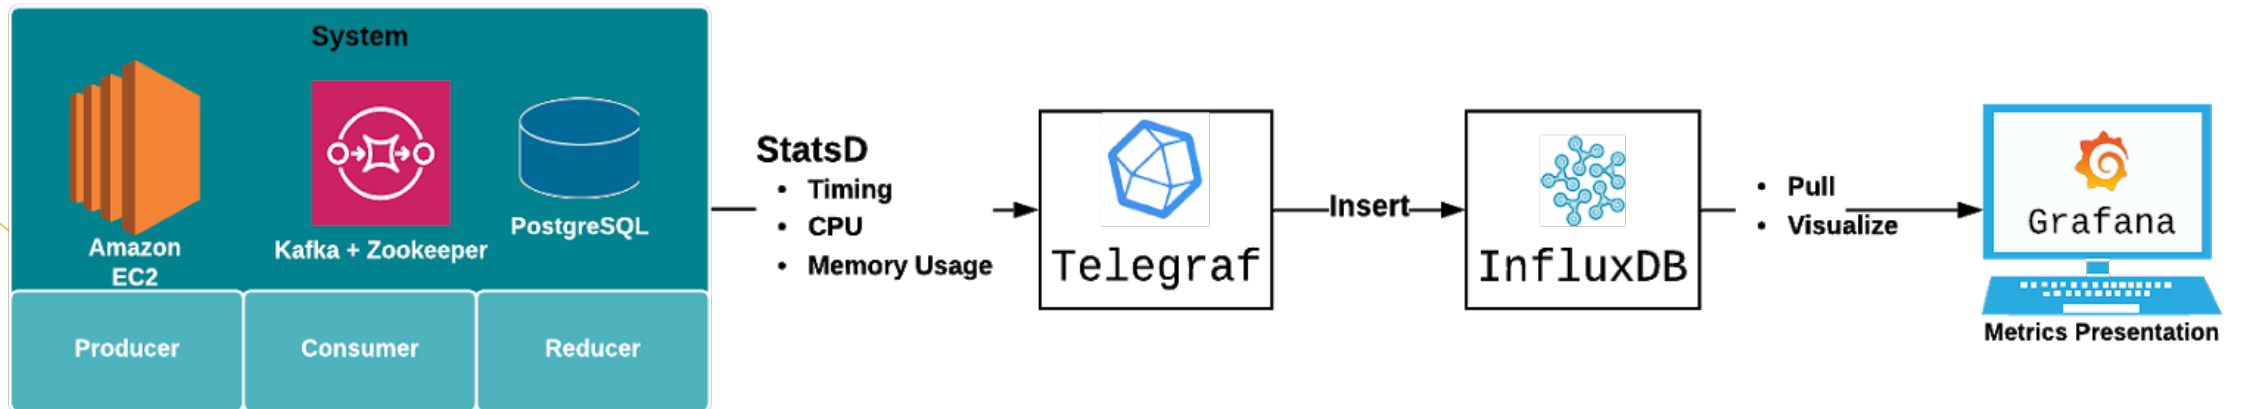 System
Amazon
EC2
Kafka + Zookeeper
PostgreSQL
Producer
Consumer
Reducer
StatsD
• Timing
• CPU
• Memory Usage
Telegraf
Insert
InfluxDB
• Pull
• Visualize
Grafana
Metrics Presentation